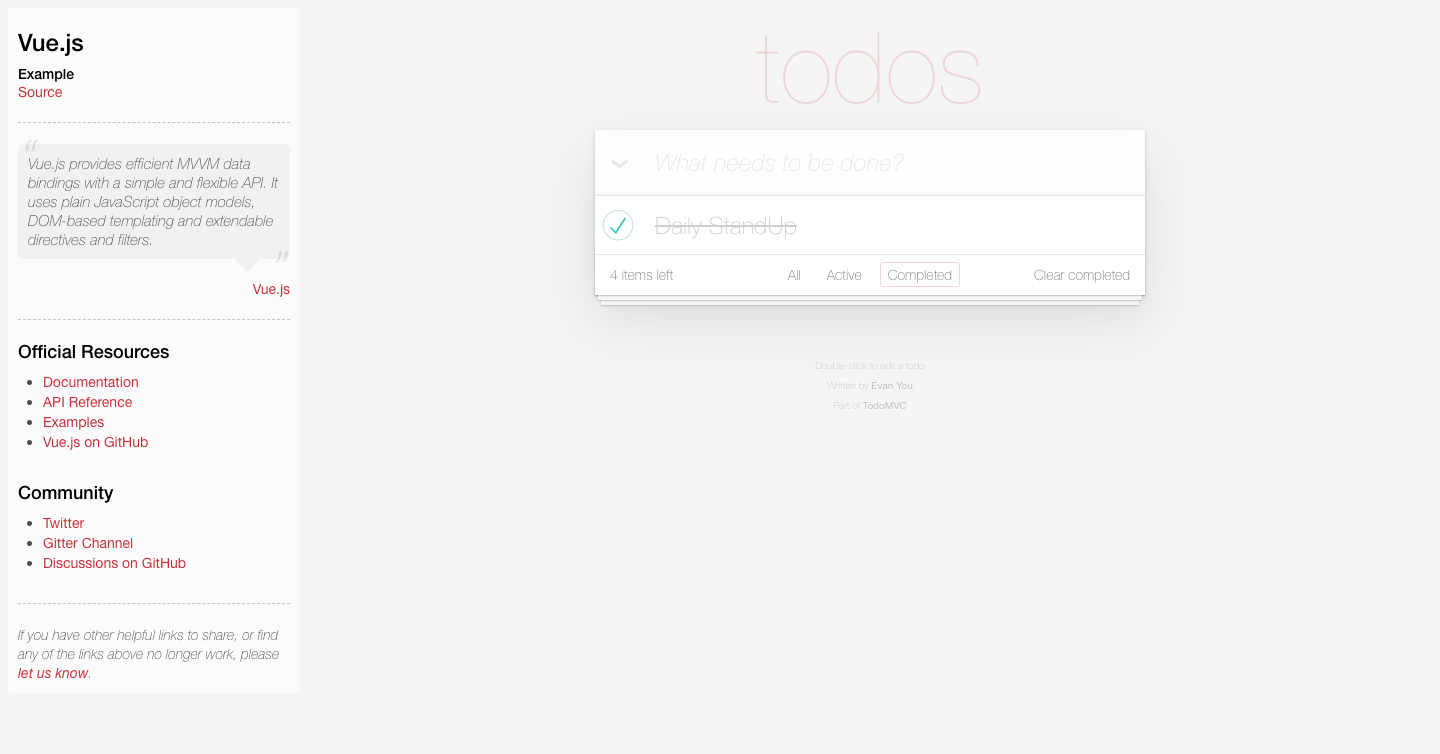 Vue.js
Example
Source
“
Vue.js provides efficient MVVM data
bindings with a simple and flexible API. It
uses plain JavaScript object models,
DOM-based templating and extendable
directives and filters.
”
Vue.js
Official Resources
Documentation
API Reference
Examples
Vue.js on GitHub
Community
Twitter
Gitter Channel
Discussions on GitHub
If you have other helpful links to share, or find
any of the links above no longer work, please
let us know.
todos
What needs to be done?
Daily StandUp
4 items left All Active Completed Clear completed
Double-click to edit a todo
Written by Evan You
Part of TodoMVC